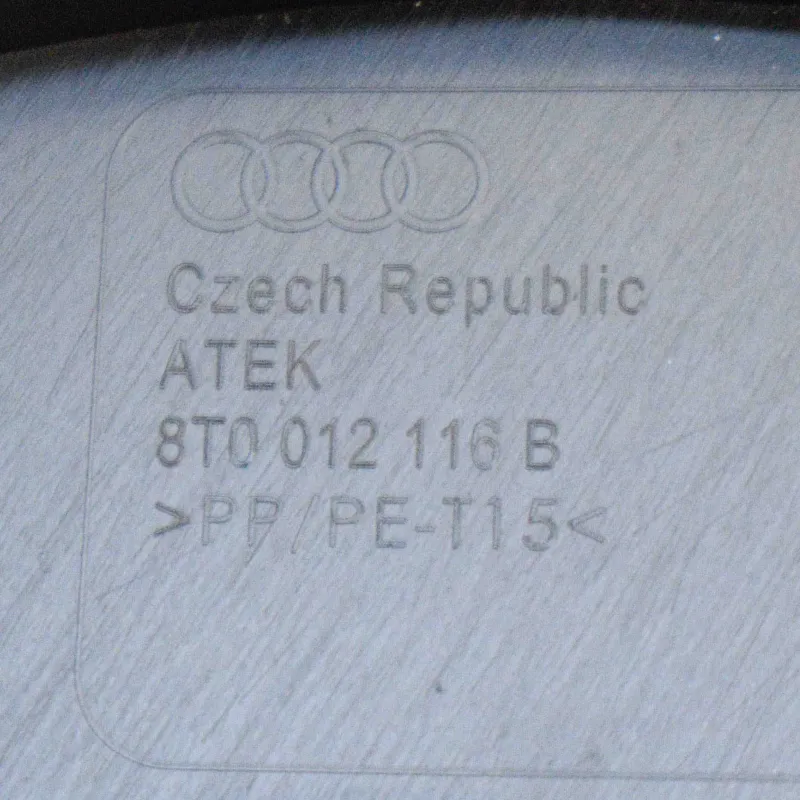 Czech Republic
ATEK
8T0 012 116 B
>PP/PE-T15<